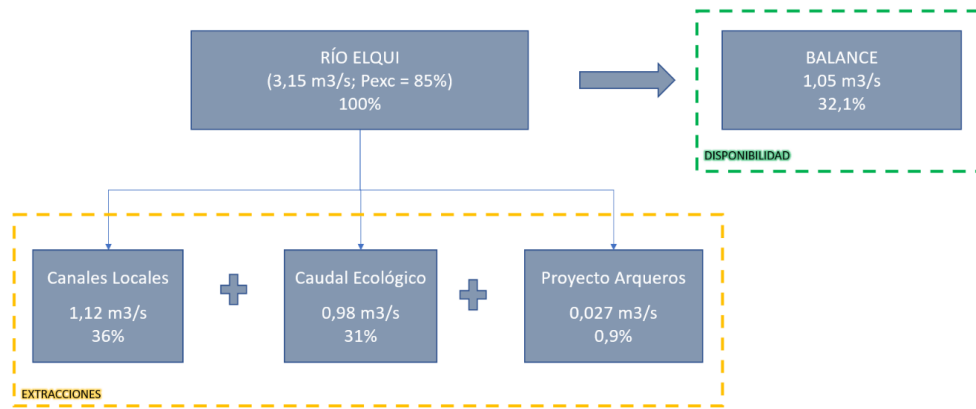 RÍO ELQUI
(3,15 m3/s; Pexc = 85%)
100%
BALANCE
1,05 m3/s
32,1%
DISPONIBILIDAD
Canales Locales
1,12 m3/s
36%
Caudal Ecológico
0,98 m3/s
31%
Proyecto Arqueros
0,027 m3/s
0,9%
EXTRACCIONES